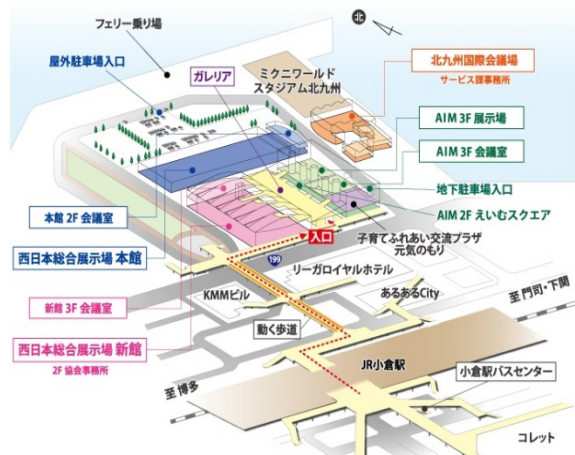 北
フェリー乗り場
屋外駐車場入口
ガレリア
ミクニワールド
スタジアム北九州
北九州国際会議場
サービス課事務所
AIM 3F 展示場
AIM 3F 会議室
地下駐車場入口
AIM 2F えいむスクエア
本館 2F 会議室
子育てふれあい交流プラザ
元気のもり
入口
西日本総合展示場 本館
199
リーガロイヤルホテル
新館 3F 会議室
KMMビル
あるあるCity
至 門司・下関
動く歩道
西日本総合展示場 新館
2F 協会事務所
JR小倉駅
小倉駅バスセンター
至 博多
コレット